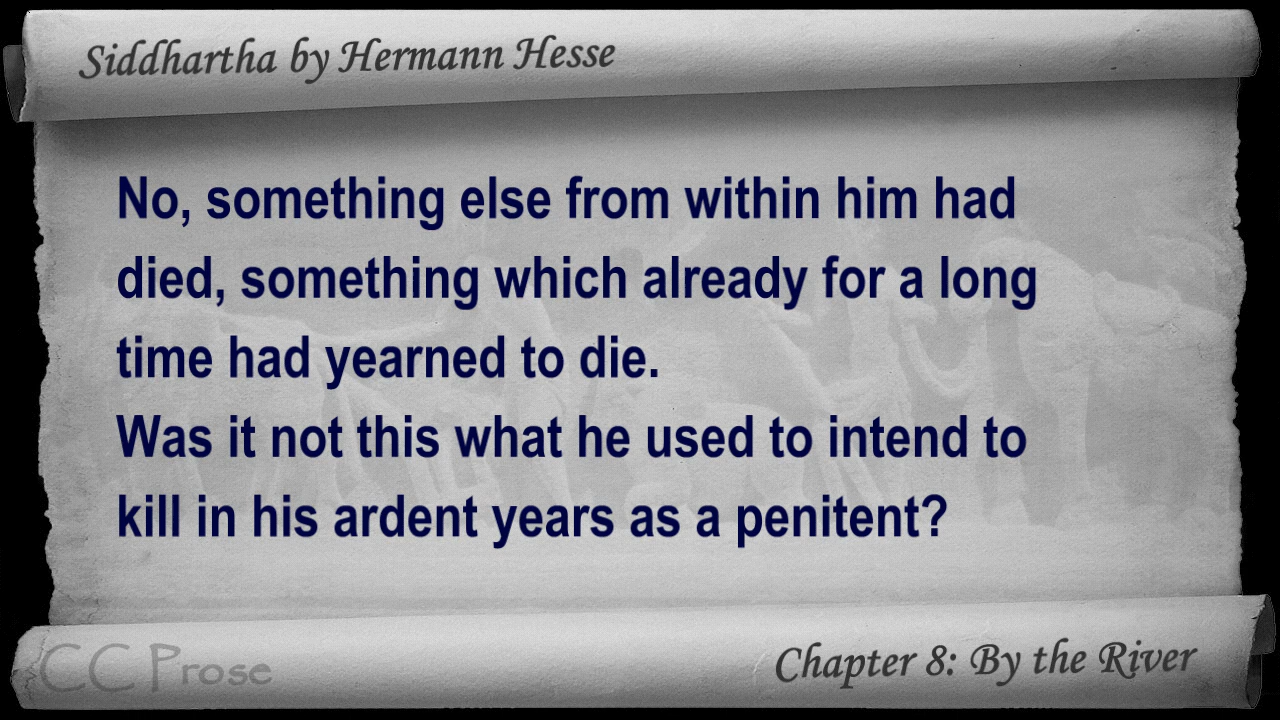 Siddhartha by Hermann Hesse
No, something else from within him had
died, something which already for a long
time had yearned to die.
Was it not this what he used to intend to
kill in his ardent years as a penitent?
CC Prose
Chapter 8: By the River